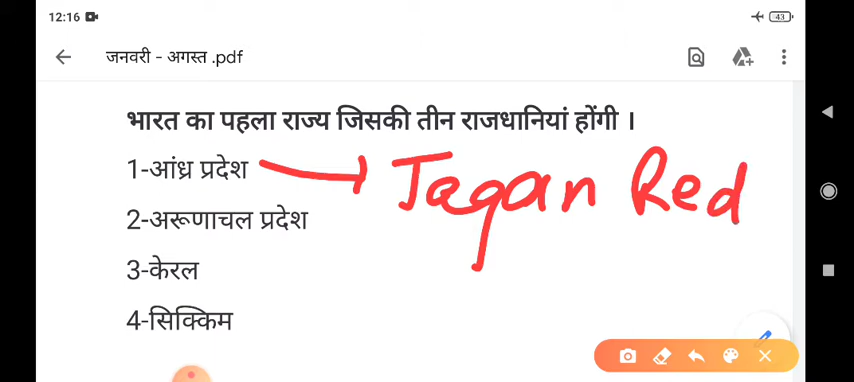 12:16 43
जनवरी - अगस्त .pdf
भारत का पहला राज्य जिसकी तीन राजधानियां होंगी ।
1-आंध्र प्रदेश Jagan Red
2-अरूणाचल प्रदेश
3-केरल
4-सिक्किम